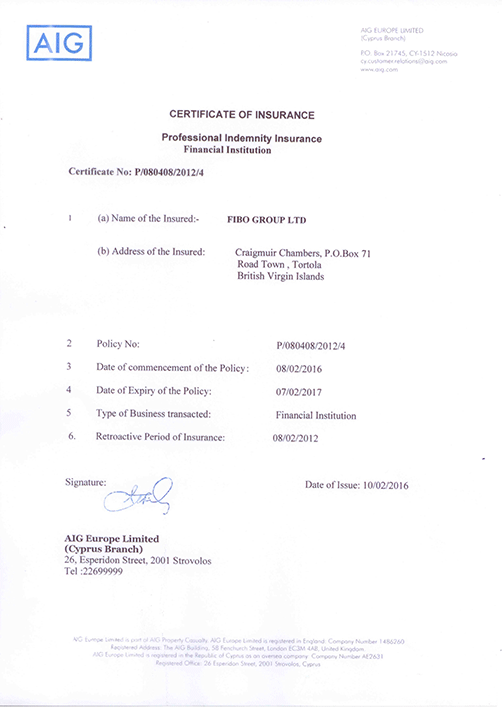 AIG
AIG EUROPE LIMITED
(Cyprus Branch)
P.O. Box 21745, CY-1512 Nicosia
cy.customer.relations@aig.com
www.aig.com
CERTIFICATE OF INSURANCE
Professional Indemnity Insurance
Financial Institution
Certificate No: P/080408/2012/4
1 (a) Name of the Insured:- FIBO GROUP LTD
(b) Address of the Insured: Craigmuir Chambers, P.O.Box 71
Road Town , Tortola
British Virgin Islands
2 Policy No: P/080408/2012/4
3 Date of commencement of the Policy: 08/02/2016
4 Date of Expiry of the Policy: 07/02/2017
5 Type of Business transacted: Financial Institution
6. Retroactive Period of Insurance: 08/02/2012
Signature:
Date of Issue: 10/02/2016
AIG Europe Limited
(Cyprus Branch)
26, Esperidon Street, 2001 Strovolos
Tel :22699999
AIG Europe Limited is part of AIG Property Casualty. AIG Europe Limited is registered in England: Company Number 1486260
Registered Address: The AIG Building, 58 Fenchurch Street, London EC3M 4AB, United Kingdom
AIG Europe Limited is registered in the Republic of Cyprus as an oversea company: Company Number AE2631
Registered Office: 26 Esperidon Street, 2001 Strovolos, Cyprus